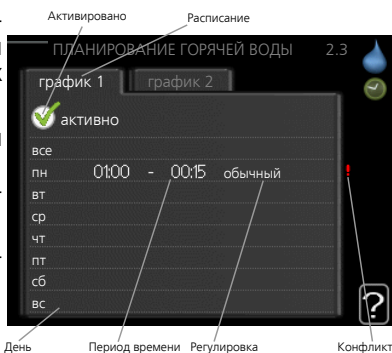 Активировано Расписание
ПЛАНИРОВАНИЕ ГОРЯЧЕЙ ВОДЫ 2.3
график 1 график 2
активно
все
пн 01:00 - 00:15 обычный !
вт
ср
чт
пт
сб
вс
?
День Период времени Регулировка Конфликт